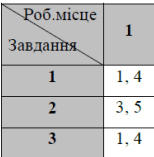 Роб.місце
Завдання
1
1 1, 4
2 3, 5
3 1, 4